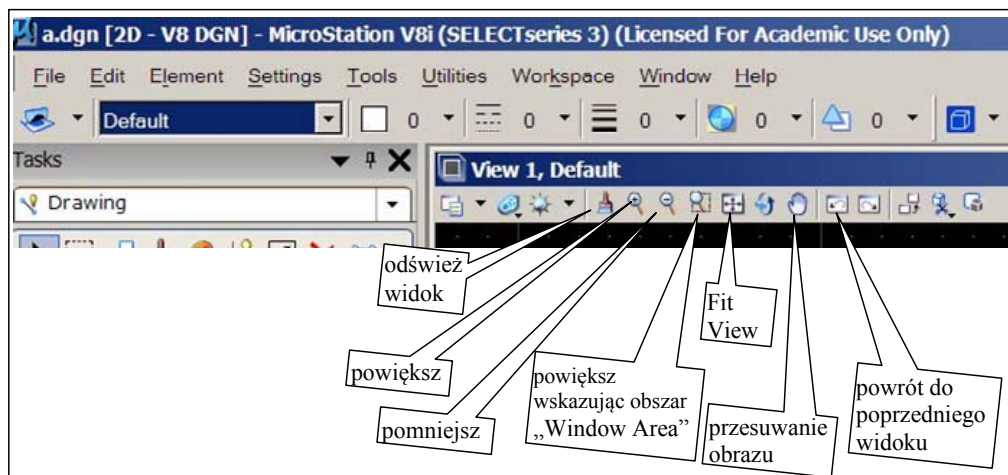 a.dgn [2D - V8 DGN] - MicroStation V8i (SELECTseries 3) (Licensed For Academic Use Only)
File Edit Element Settings Tools Utilities Workspace Window Help
Default 0 0 0 0 0
Tasks
View 1, Default
Drawing
odśwież
widok
Fit
View
powiększ
pomniejsz
powiększ
wskazując obszar
„Window Area”
przesuwanie
obrazu
powrót do
poprzedniego
widoku